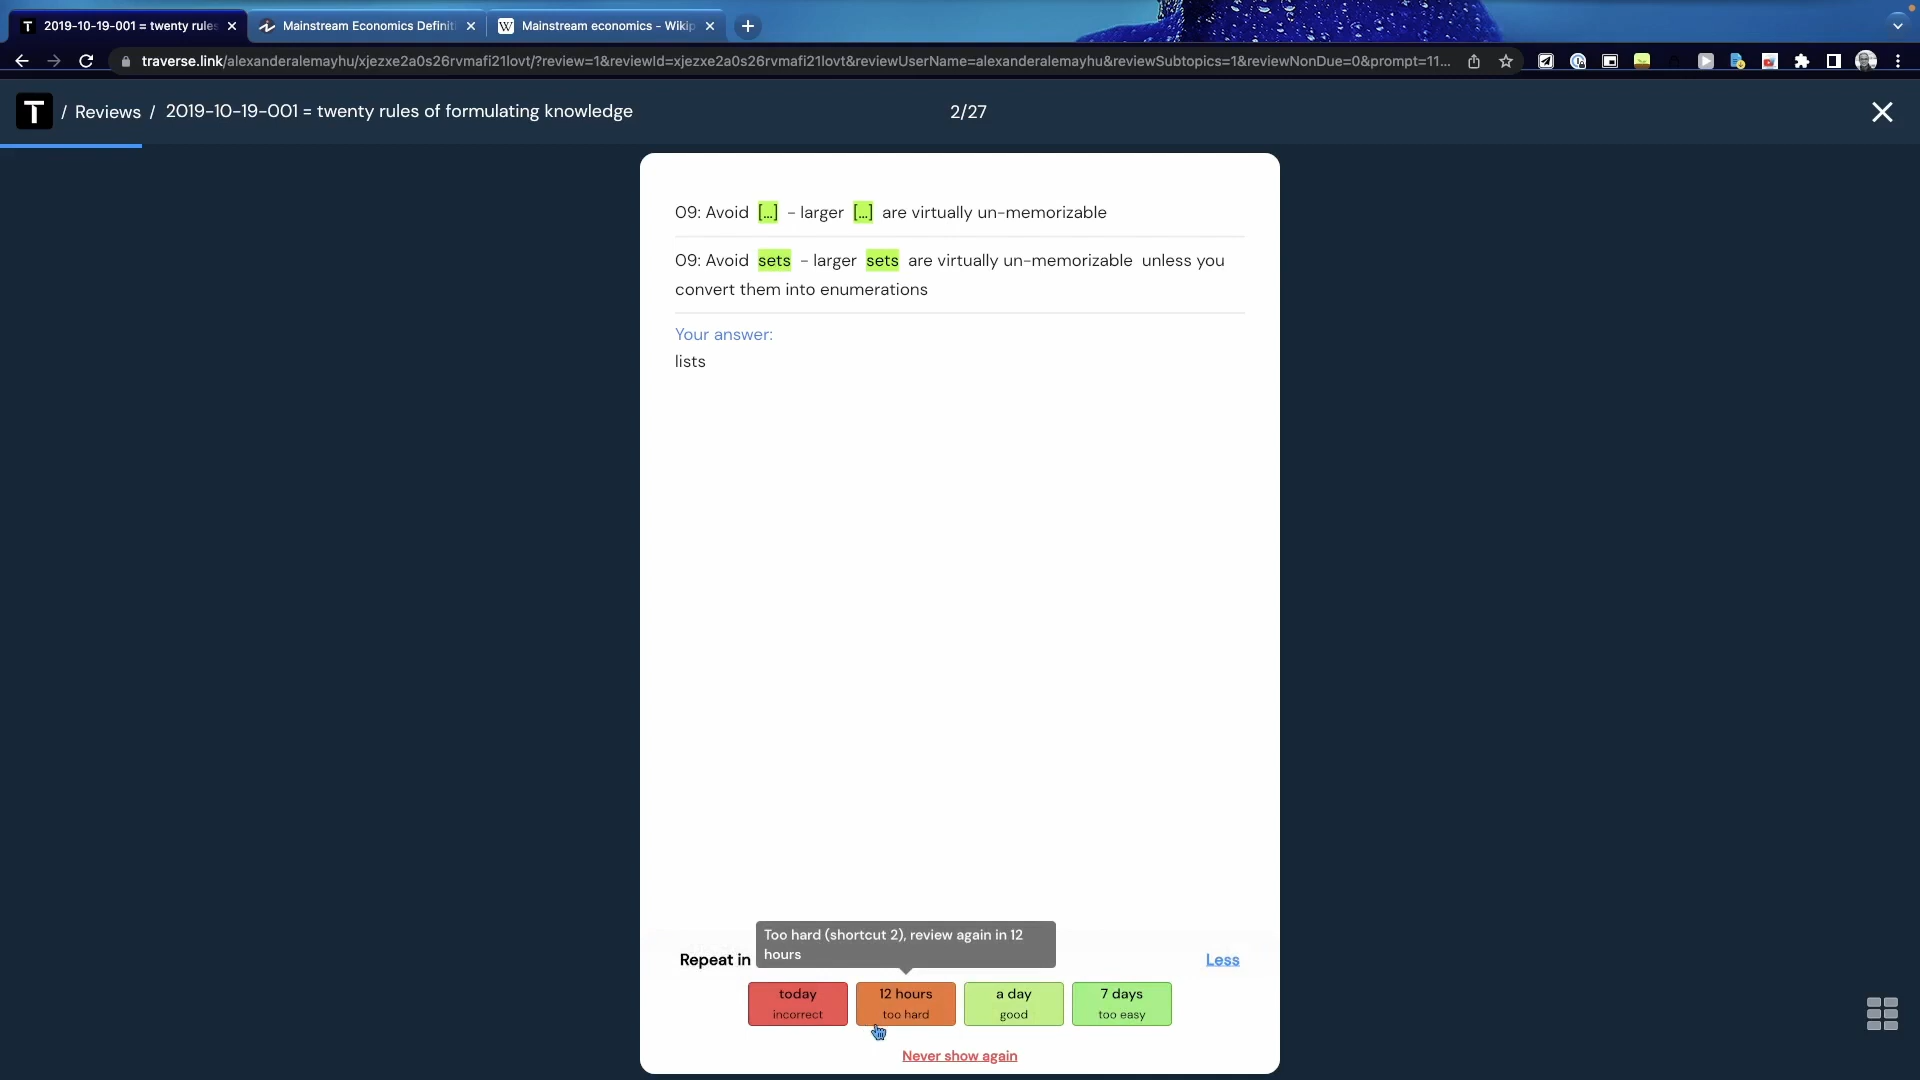 2019-10-19-001 = twenty rules
Mainstream Economics Definiti
Mainstream economics - Wikip
traverse.link/alexanderalemayhu/xjezxe2a0s26rvmafi21lovt/?review=1&reviewId=xjezxe2a0s26rvmafi21lovt&reviewUserName=alexanderalemayhu&reviewSubtopics=1&reviewNonDue=0&prompt=11...
T / Reviews / 2019-10-19-001 = twenty rules of formulating knowledge
2/27
09: Avoid [...] - larger [...] are virtually un-memorizable
09: Avoid sets - larger sets are virtually un-memorizable unless you
convert them into enumerations
Your answer:
lists
Too hard (shortcut 2), review again in 12
hours
Repeat in
Less
today
incorrect
12 hours
too hard
a day
good
7 days
too easy
Never show again